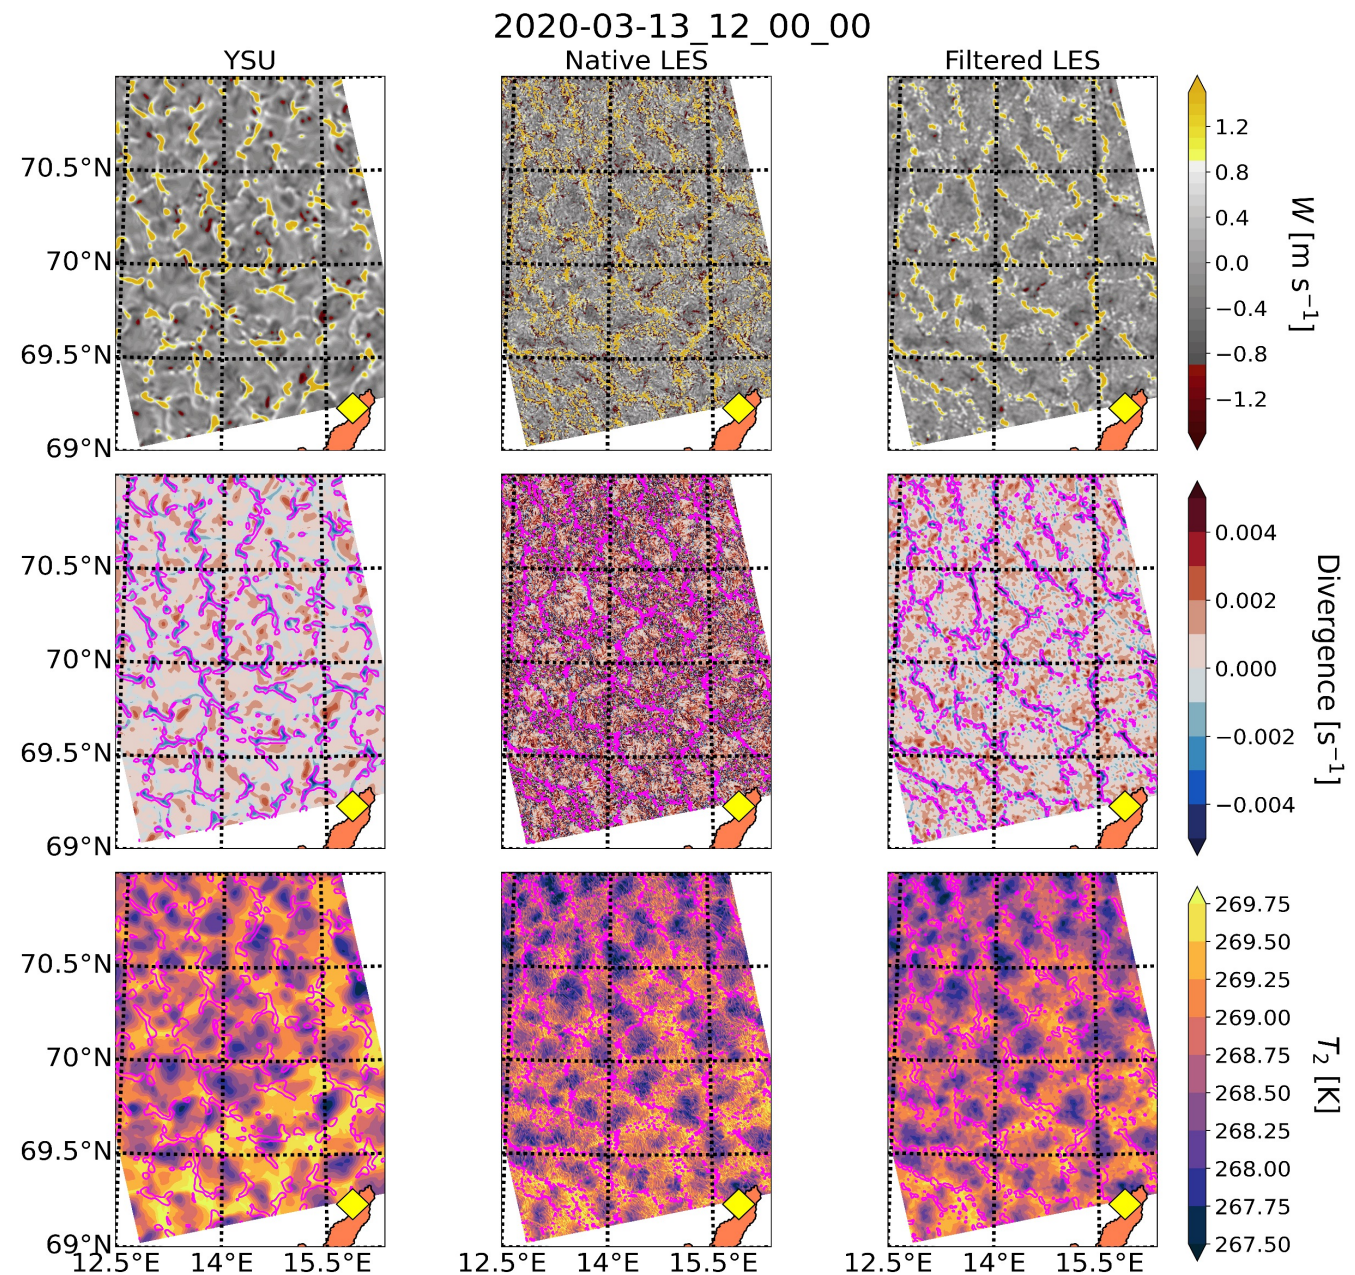 2020-03-13_12_00_00
YSU
Native LES
Filtered LES
70.5°N
70°N
69.5°N
69°N
1.2
0.8
0.4
0.0
−0.4
−0.8
−1.2
W [m s⁻¹]
70.5°N
70°N
69.5°N
69°N
0.004
0.002
0.000
−0.002
−0.004
Divergence [s⁻¹]
70.5°N
70°N
69.5°N
69°N
269.75
269.50
269.25
269.00
268.75
268.50
268.25
268.00
267.75
267.50
T₂ [K]
12.5°E 14°E 15.5°E
12.5°E 14°E 15.5°E
12.5°E 14°E 15.5°E